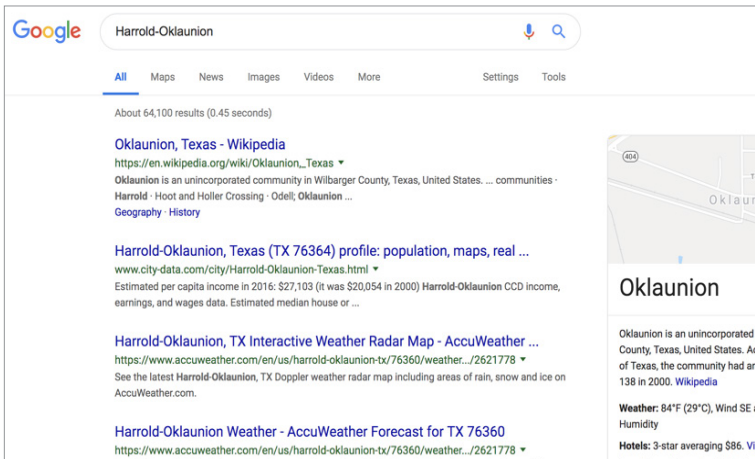 Google
Harrold-Oklaunion
All Maps News Images Videos More Settings Tools
About 64,100 results (0.45 seconds)
Oklaunion, Texas - Wikipedia
https://en.wikipedia.org/wiki/Oklaunion,_Texas
Oklaunion is an unincorporated community in Wilbarger County, Texas, United States. ... communities ·
Harrold · Hoot and Holler Crossing · Odell; Oklaunion ...
Geography · History
Harrold-Oklaunion, Texas (TX 76364) profile: population, maps, real ...
www.city-data.com/city/Harrold-Oklaunion-Texas.html
Estimated per capita income in 2016: $27,103 (it was $20,054 in 2000) Harrold-Oklaunion CCD income,
earnings, and wages data. Estimated median house or ...
Harrold-Oklaunion, TX Interactive Weather Radar Map - AccuWeather ...
https://www.accuweather.com/en/us/harrold-oklaunion-tx/76360/weather.../2621778
See the latest Harrold-Oklaunion, TX Doppler weather radar map including areas of rain, snow and ice on
AccuWeather.com.
Harrold-Oklaunion Weather - AccuWeather Forecast for TX 76360
https://www.accuweather.com/en/us/harrold-oklaunion-tx/76360/weather.../2621778
404
Oklaun
Oklaunion
Oklaunion is an unincorporated
County, Texas, United States. Ac
of Texas, the community had an
138 in 2000. Wikipedia
Weather: 84°F (29°C), Wind SE a
Humidity
Hotels: 3-star averaging $86. Vi